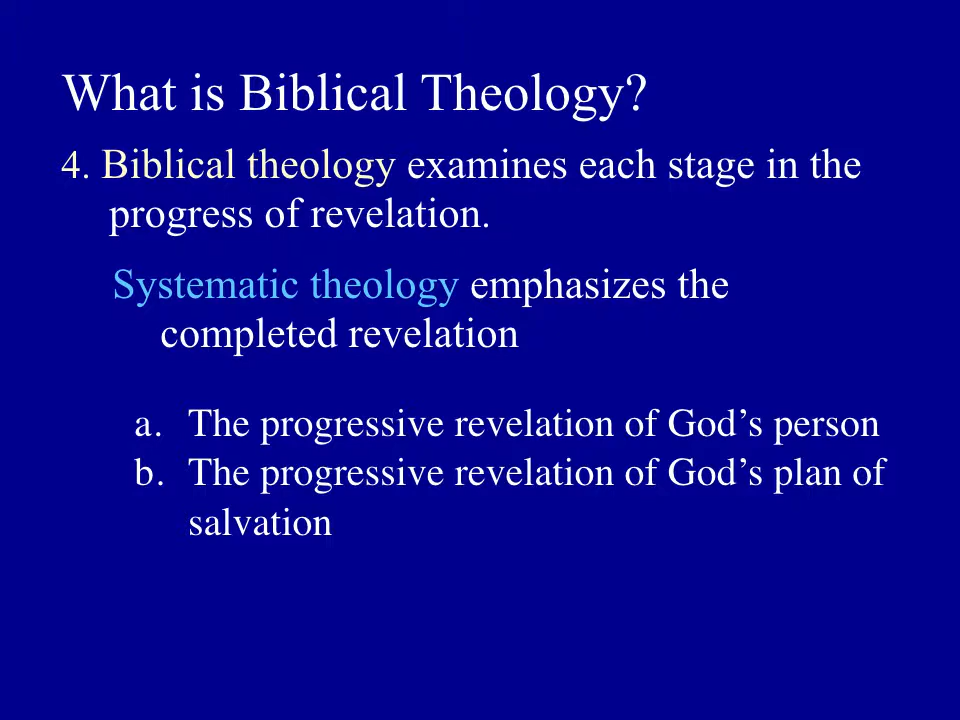 What is Biblical Theology?
4. Biblical theology examines each stage in the
progress of revelation.
Systematic theology emphasizes the
completed revelation
a. The progressive revelation of God’s person
b. The progressive revelation of God’s plan of
salvation